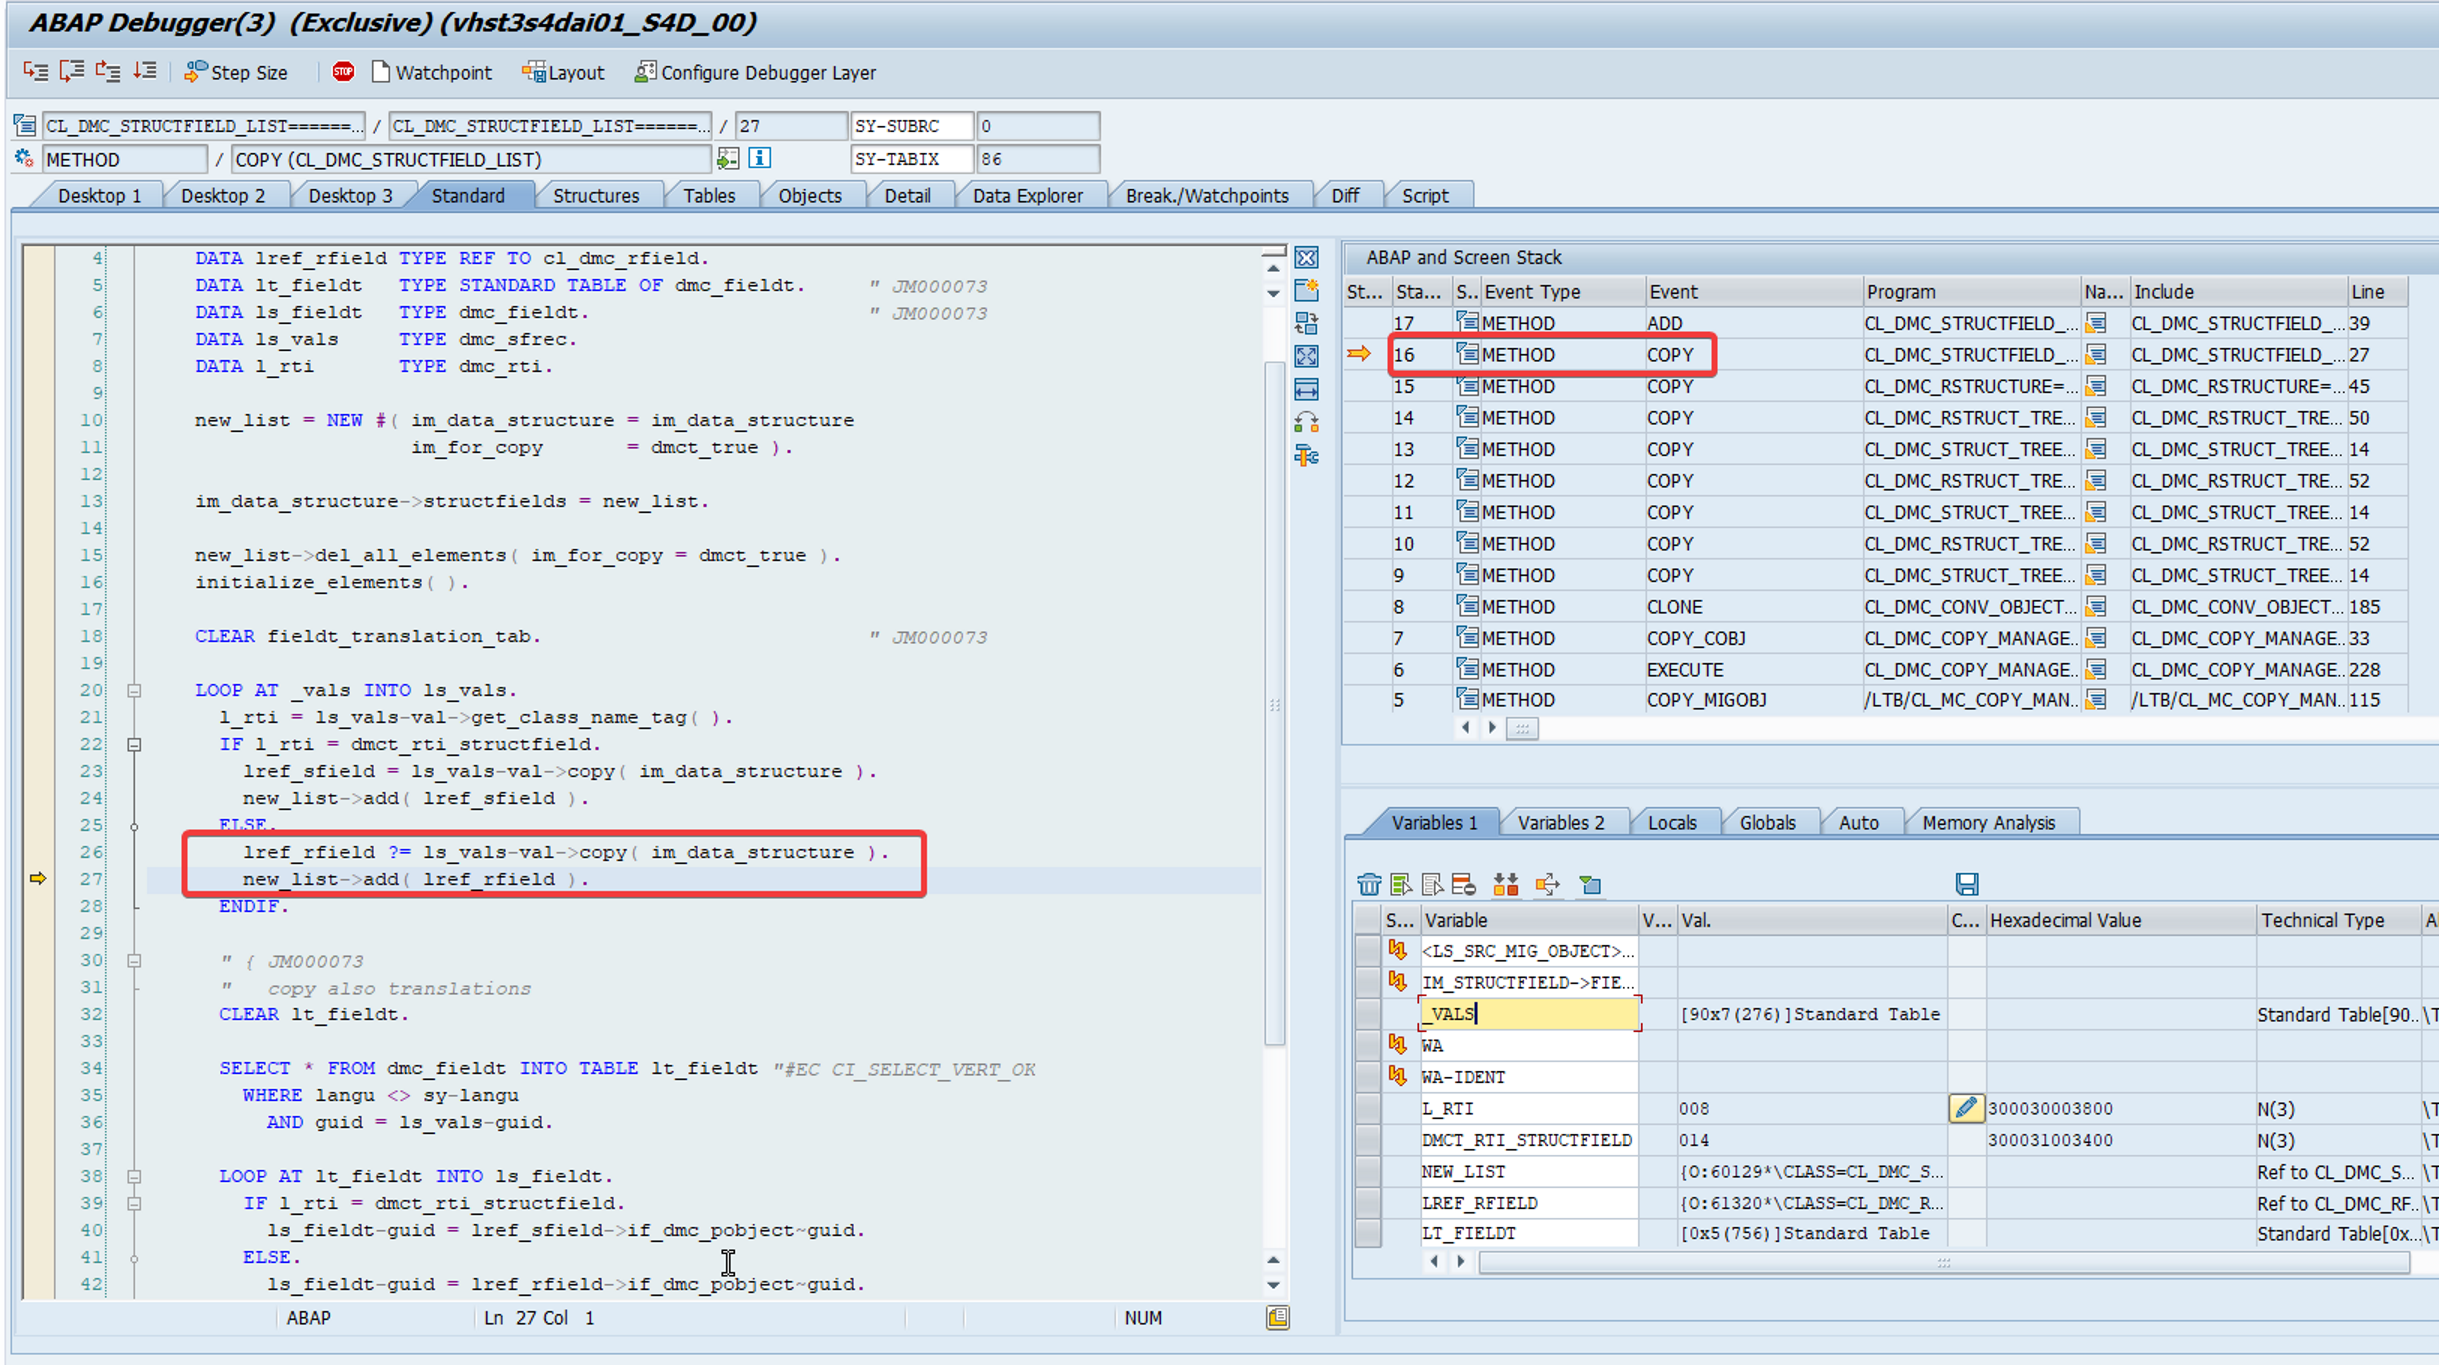 ABAP Debugger(3) (Exclusive) (vhst3s4dai01_S4D_00)
Step Size Watchpoint Layout Configure Debugger Layer
CL_DMC_STRUCTFIELD_LIST======... / CL_DMC_STRUCTFIELD_LIST======... / 27 SY-SUBRC 0
METHOD / COPY (CL_DMC_STRUCTFIELD_LIST) SY-TABIX 86
Desktop 1 Desktop 2 Desktop 3 Standard Structures Tables Objects Detail Data Explorer Break./Watchpoints Diff Script
4 DATA lref_rfield TYPE REF TO cl_dmc_rfield.
5 DATA lt_fieldt TYPE STANDARD TABLE OF dmc_fieldt. " JM000073
6 DATA ls_fieldt TYPE dmc_fieldt. " JM000073
7 DATA ls_vals TYPE dmc_sfrec.
8 DATA l_rti TYPE dmc_rti.
9
10 new_list = NEW #( im_data_structure = im_data_structure
11 im_for_copy = dmct_true ).
12
13 im_data_structure->structfields = new_list.
14
15 new_list->del_all_elements( im_for_copy = dmct_true ).
16 initialize_elements( ).
17
18 CLEAR fieldt_translation_tab. " JM000073
19
20 LOOP AT _vals INTO ls_vals.
21 l_rti = ls_vals-val->get_class_name_tag( ).
22 IF l_rti = dmct_rti_structfield.
23 lref_sfield = ls_vals-val->copy( im_data_structure ).
24 new_list->add( lref_sfield ).
25 ELSE.
26 lref_rfield ?= ls_vals-val->copy( im_data_structure ).
27 new_list->add( lref_rfield ).
28 ENDIF.
29
30 " { JM000073
31 " copy also translations
32 CLEAR lt_fieldt.
33
34 SELECT * FROM dmc_fieldt INTO TABLE lt_fieldt "#EC CI_SELECT_VERT_OK
35 WHERE langu <> sy-langu
36 AND guid = ls_vals-guid.
37
38 LOOP AT lt_fieldt INTO ls_fieldt.
39 IF l_rti = dmct_rti_structfield.
40 ls_fieldt-guid = lref_sfield->if_dmc_pobject~guid.
41 ELSE.
42 ls_fieldt-guid = lref_rfield->if_dmc_pobject~guid.
ABAP Ln 27 Col 1 NUM
ABAP and Screen Stack
St... Sta... S.. Event Type Event Program Na... Include Line
17 METHOD ADD CL_DMC_STRUCTFIELD_... CL_DMC_STRUCTFIELD_... 39
16 METHOD COPY CL_DMC_STRUCTFIELD_... CL_DMC_STRUCTFIELD_... 27
15 METHOD COPY CL_DMC_RSTRUCTURE=... CL_DMC_RSTRUCTURE=... 45
14 METHOD COPY CL_DMC_RSTRUCT_TRE... CL_DMC_RSTRUCT_TRE... 50
13 METHOD COPY CL_DMC_STRUCT_TREE... CL_DMC_STRUCT_TREE... 14
12 METHOD COPY CL_DMC_RSTRUCT_TRE... CL_DMC_RSTRUCT_TRE... 52
11 METHOD COPY CL_DMC_STRUCT_TREE... CL_DMC_STRUCT_TREE... 14
10 METHOD COPY CL_DMC_RSTRUCT_TRE... CL_DMC_RSTRUCT_TRE... 52
9 METHOD COPY CL_DMC_STRUCT_TREE... CL_DMC_STRUCT_TREE... 14
8 METHOD CLONE CL_DMC_CONV_OBJECT... CL_DMC_CONV_OBJECT... 185
7 METHOD COPY_COBJ CL_DMC_COPY_MANAGE.. CL_DMC_COPY_MANAGE.. 33
6 METHOD EXECUTE CL_DMC_COPY_MANAGE.. CL_DMC_COPY_MANAGE.. 228
5 METHOD COPY_MIGOBJ /LTB/CL_MC_COPY_MAN.. /LTB/CL_MC_COPY_MAN.. 115
Variables 1 Variables 2 Locals Globals Auto Memory Analysis
S... Variable V... Val. C... Hexadecimal Value Technical Type
<LS_SRC_MIG_OBJECT>...
IM_STRUCTFIELD->FIE...
_VALS [90x7(276)]Standard Table Standard Table[90.. \T
WA
WA-IDENT
L_RTI 008 300030003800 N(3) \T
DMCT_RTI_STRUCTFIELD 014 300031003400 N(3) \T
NEW_LIST {O:60129*\CLASS=CL_DMC_S... Ref to CL_DMC_S... \T
LREF_RFIELD {O:61320*\CLASS=CL_DMC_R... Ref to CL_DMC_RF... \T
LT_FIELDT [0x5(756)]Standard Table Standard Table[0x... \T